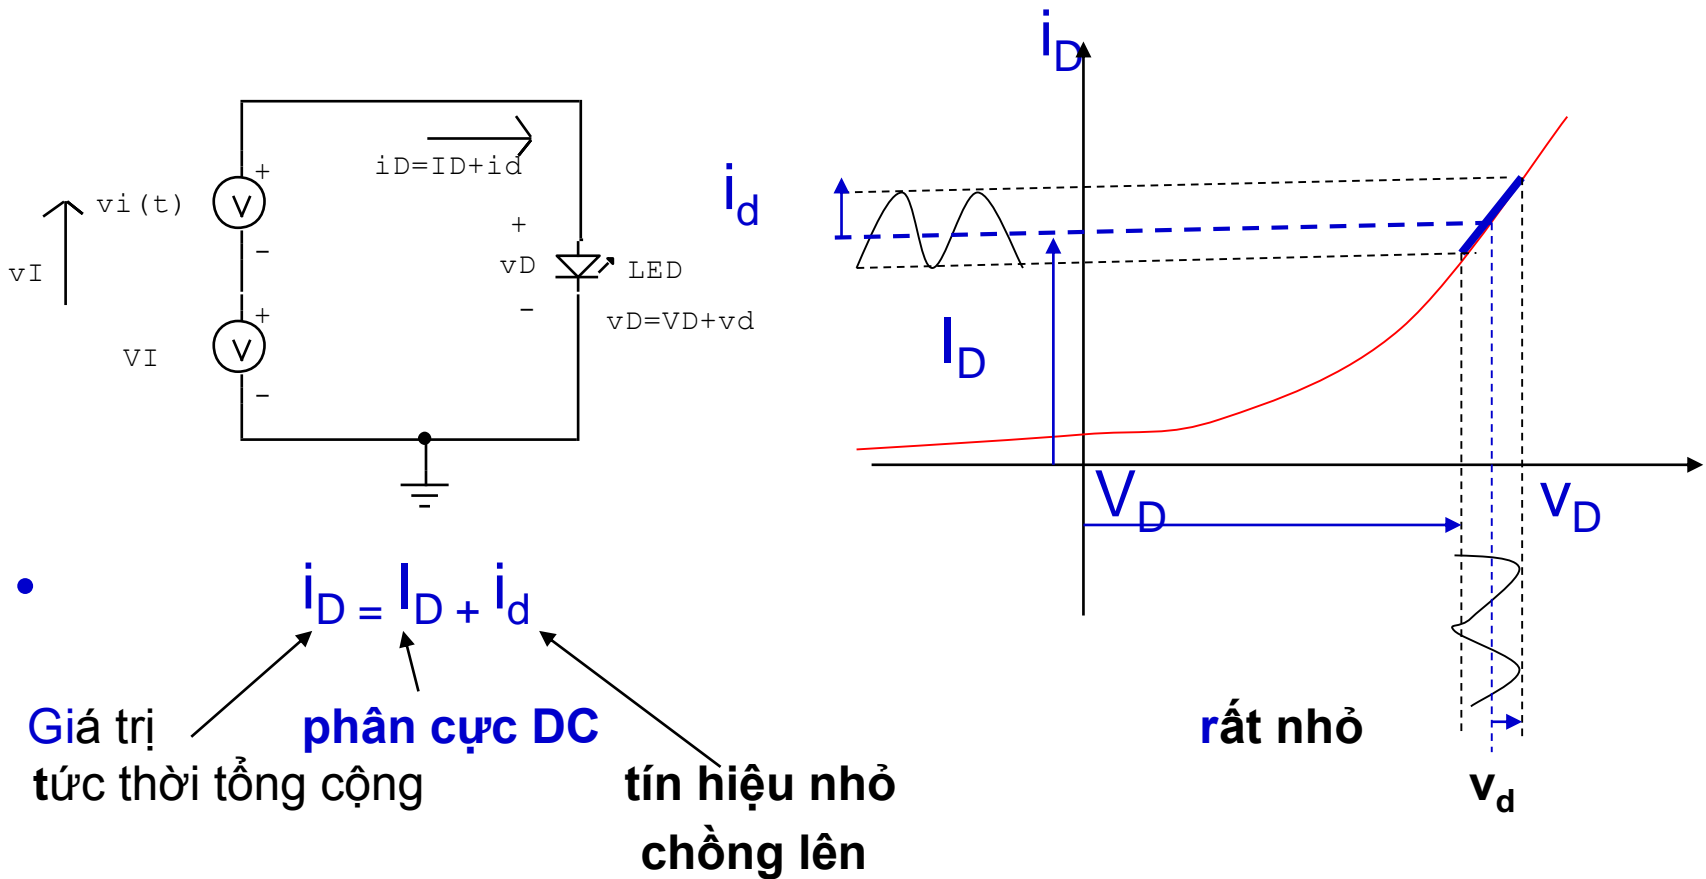 iD=ID+id
+
vi(t)
V
-
vI
+
VI
V
-
+
vD
-
LED
vD=VD+vd
iD
id
ID
VD
vD
• iD = ID + id
Giá trị
tức thời tổng cộng
phân cực DC
tín hiệu nhỏ
chồng lên
rất nhỏ
vd